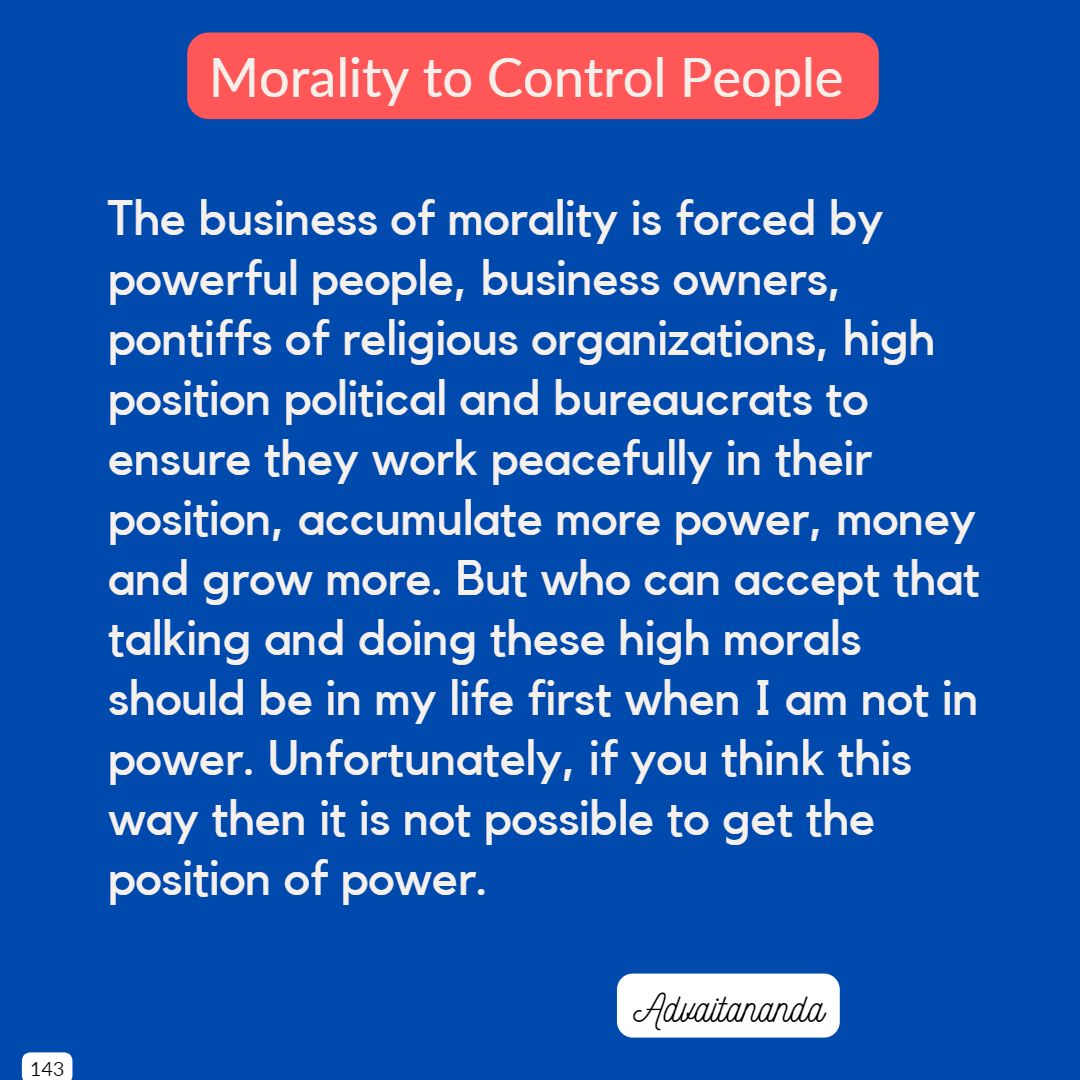 Morality to Control People
The business of morality is forced by
powerful people, business owners,
pontiffs of religious organizations, high
position political and bureaucrats to
ensure they work peacefully in their
position, accumulate more power, money
and grow more. But who can accept that
talking and doing these high morals
should be in my life first when I am not in
power. Unfortunately, if you think this
way then it is not possible to get the
position of power.
Advaitananda
143